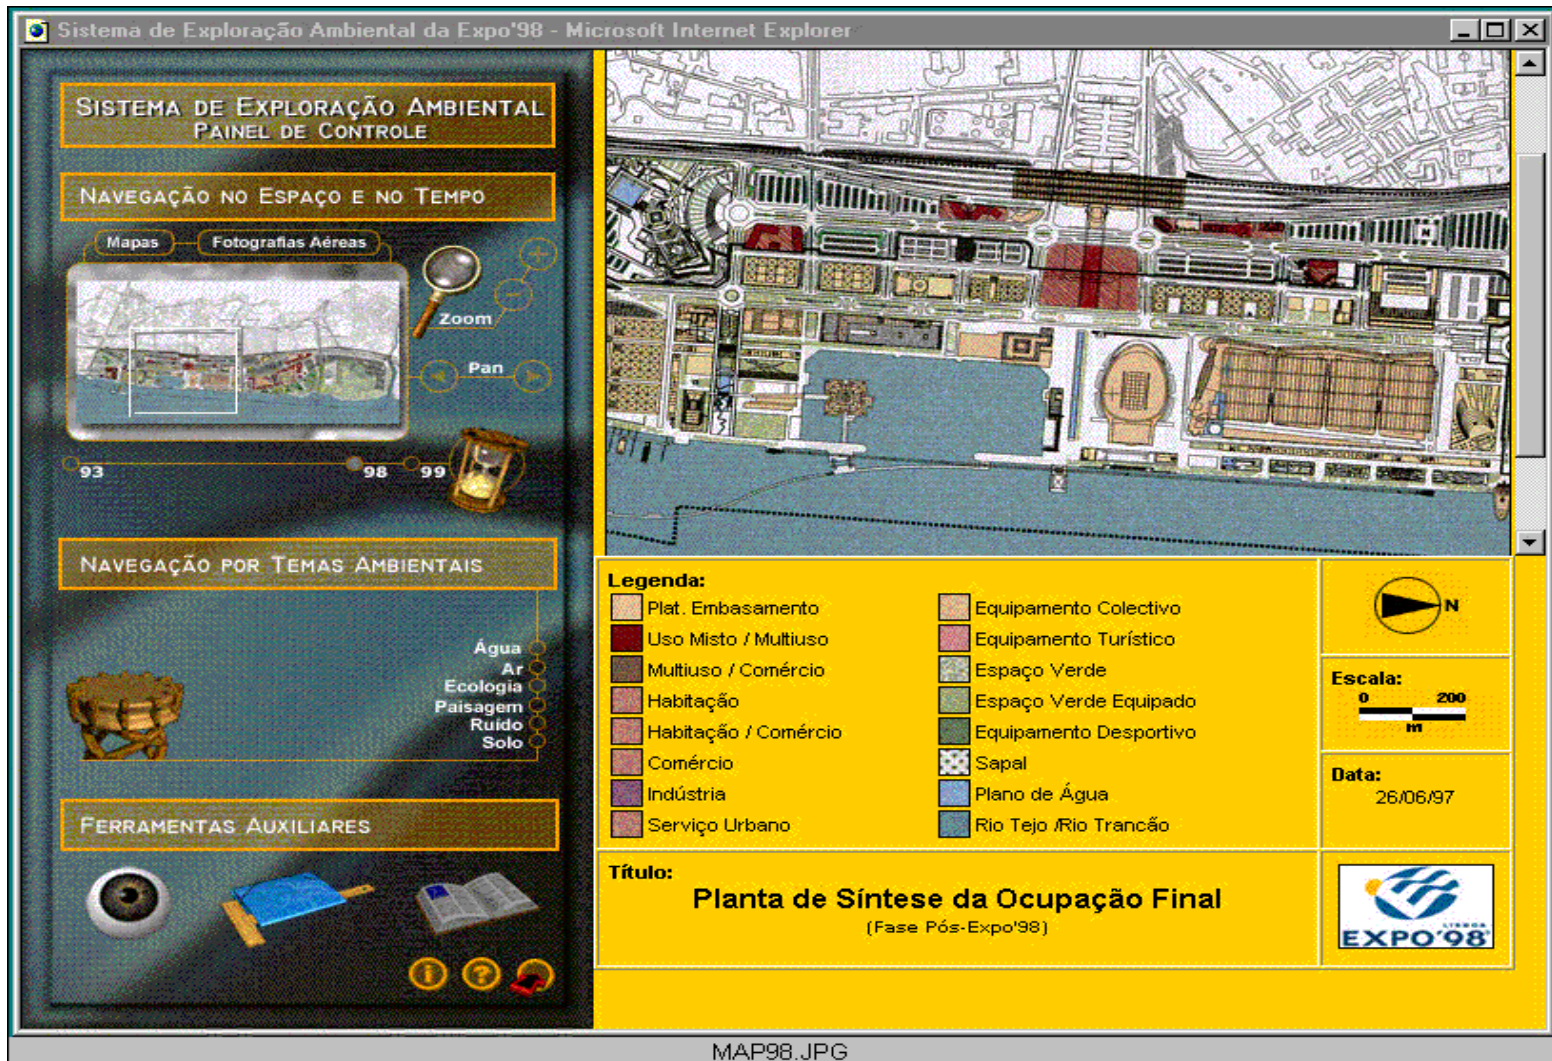 Sistema de Exploração Ambiental da Expo'98 - Microsoft Internet Explorer
SISTEMA DE EXPLORAÇÃO AMBIENTAL
PAINEL DE CONTROLE
NAVEGAÇÃO NO ESPAÇO E NO TEMPO
Mapas
Fotografias Aéreas
Zoom
Pan
93
98
99
NAVEGAÇÃO POR TEMAS AMBIENTAIS
Água
Ar
Ecologia
Paisagem
Ruído
Solo
FERRAMENTAS AUXILIARES
i
?
Legenda:
Plat. Embasamento
Uso Misto / Multiuso
Multiuso / Comércio
Habitação
Habitação / Comércio
Comércio
Indústria
Serviço Urbano
Equipamento Colectivo
Equipamento Turístico
Espaço Verde
Espaço Verde Equipado
Equipamento Desportivo
Sapal
Plano de Água
Rio Tejo /Rio Trancão
N
Escala:
0 200
m
Data:
26/06/97
Título:
Planta de Síntese da Ocupação Final
(Fase Pós-Expo'98)
LISBOA
EXPO'98
MAP98.JPG